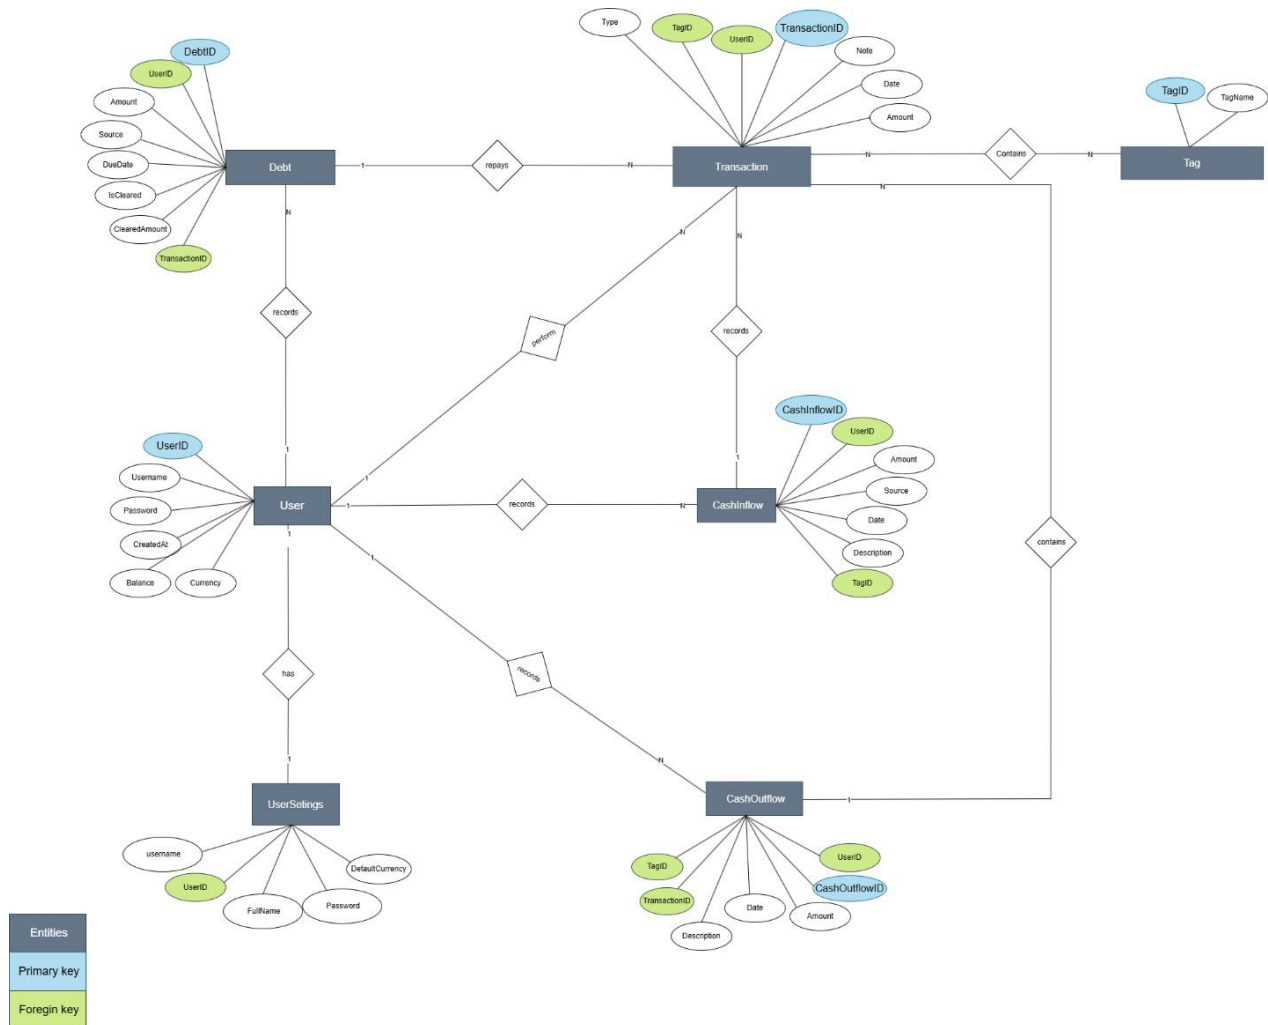 Type
TagID
UserID
TransactionID
Note
Date
Amount
DebtID
UserID
Amount
Source
DueDate
IsCleared
ClearedAmount
TransactionID
TagID
TagName
Debt
1
repays
N
Transaction
N
Contains
N
Tag
N
N
N
N
records
perform
records
1
1
1
CashInflowID
UserID
Amount
Source
Date
Description
TagID
UserID
Username
Password
CreatedAt
Balance
Currency
User
1
records
N
CashInflow
1
1
contains
has
records
1
N
UserSetings
CashOutflow
1
username
UserID
FullName
Password
DefaultCurrency
TagID
TransactionID
Description
Date
Amount
CashOutflowID
UserID
Entities
Primary key
Foregin key